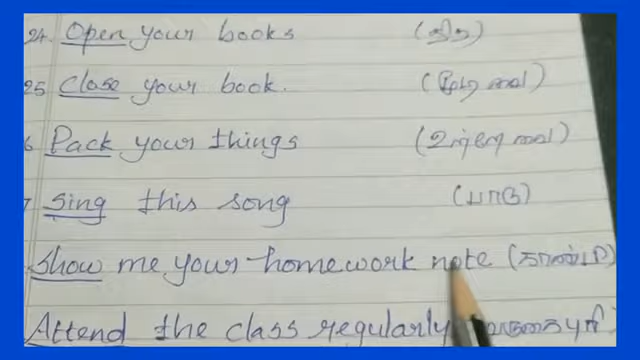 24. Open your books (திற)
25 Close your book. (மூடு)
6 Pack your things
7 Sing this song (பாடு)
Show me your homework note (காண்பி)
Attend the class regularly (வருகைபுரி)